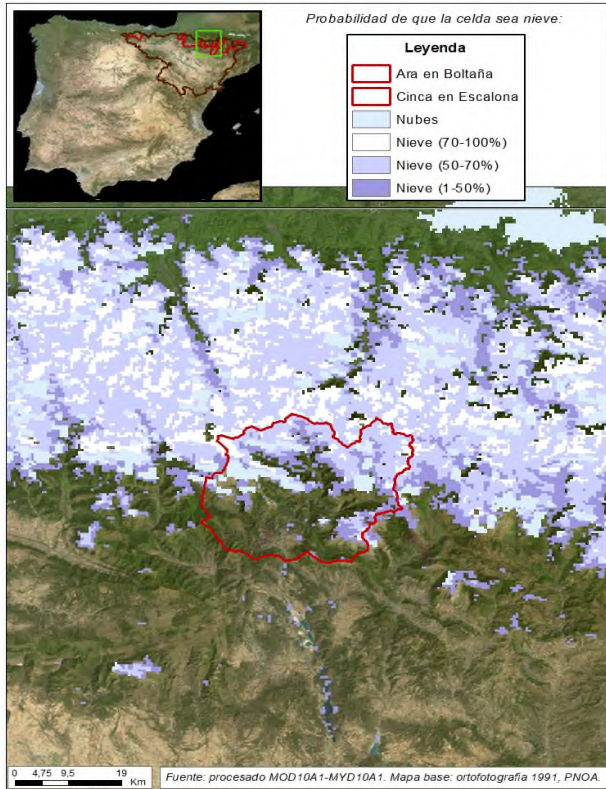 Probabilidad de que la celda sea nieve:
Leyenda
Ara en Boltaña
Cinca en Escalona
Nubes
Nieve (70-100%)
Nieve (50-70%)
Nieve (1-50%)
0 4,75 9,5 19
Km
Fuente: procesado MOD10A1-MYD10A1. Mapa base: ortofotografia 1991, PNOA.